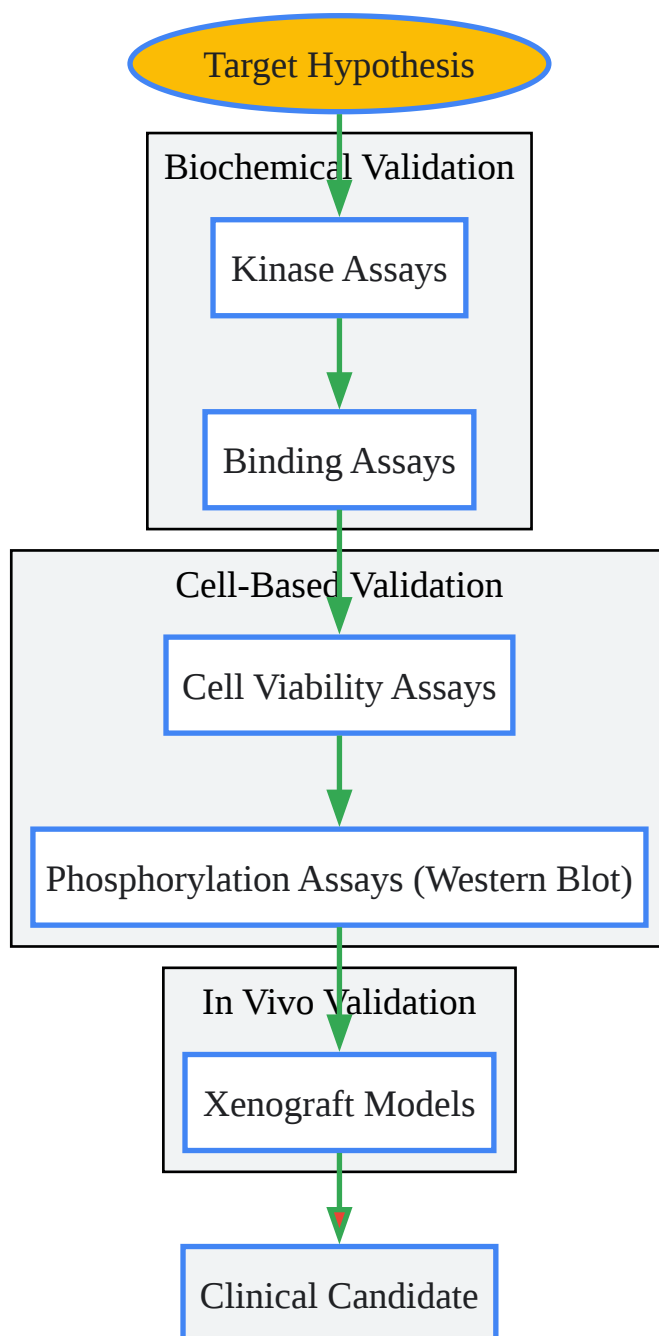 Target Hypothesis
Biochemical Validation
Kinase Assays
Binding Assays
Cell-Based Validation
Cell Viability Assays
Phosphorylation Assays (Western Blot)
In Vivo Validation
Xenograft Models
Clinical Candidate